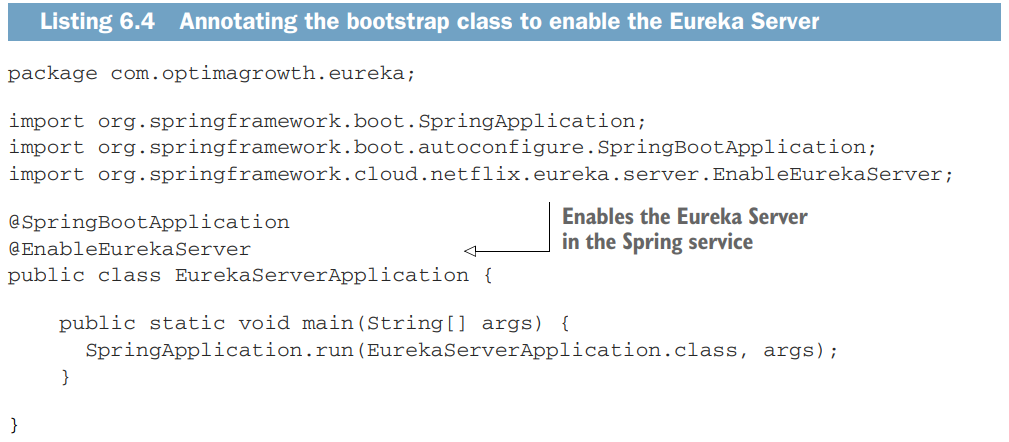 Listing 6.4 Annotating the bootstrap class to enable the Eureka Server
package com.optimagrowth.eureka;
import org.springframework.boot.SpringApplication;
import org.springframework.boot.autoconfigure.SpringBootApplication;
import org.springframework.cloud.netflix.eureka.server.EnableEurekaServer;
@SpringBootApplication
@EnableEurekaServer
Enables the Eureka Server
in the Spring service
public class EurekaServerApplication {
public static void main(String[] args) {
SpringApplication.run(EurekaServerApplication.class, args);
}
}